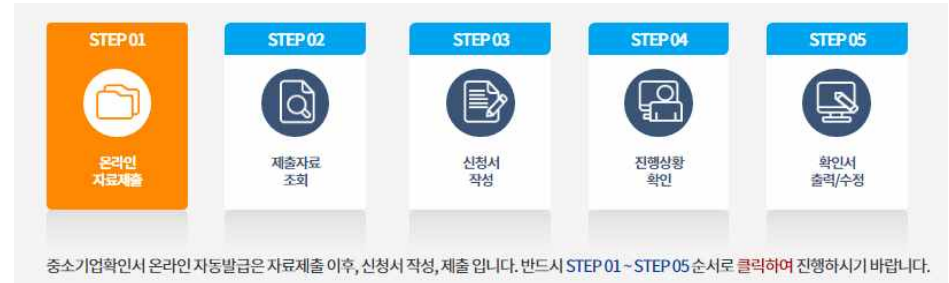 STEP 01 STEP 02 STEP 03 STEP 04 STEP 05
온라인 제출자료 신청서 진행상황 확인서
자료제출 조회 작성 확인 출력/수정
중소기업확인서 온라인 자동발급은 자료제출 이후, 신청서 작성, 제출 입니다. 반드시 STEP 01 ~ STEP 05 순서로 클릭하여 진행하시기 바랍니다.